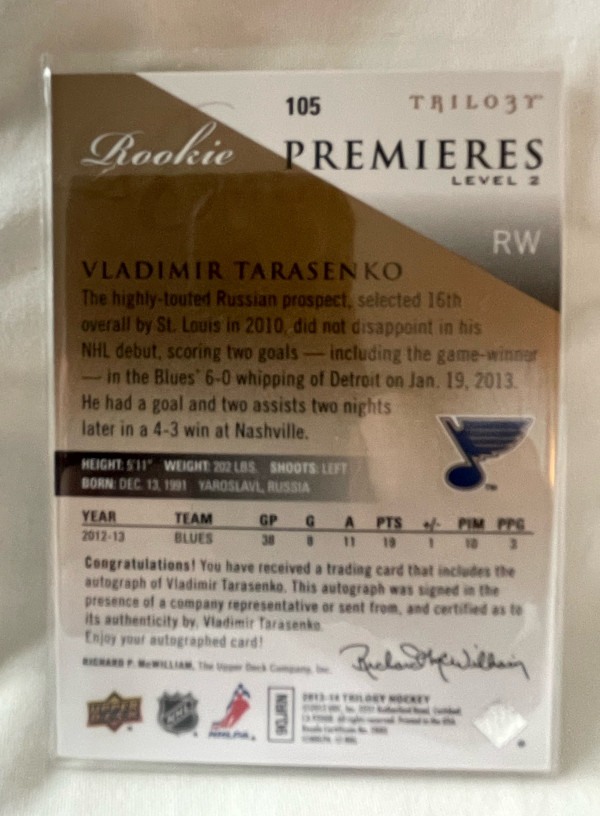 105
TRILOGY
Rookie PREMIERES
LEVEL 2
RW
VLADIMIR TARASENKO
The highly-touted Russian prospect, selected 16th
overall by St. Louis in 2010, did not disappoint in his
NHL debut, scoring two goals — including the game-winner
— in the Blues' 6-0 whipping of Detroit on Jan. 19, 2013.
He had a goal and two assists two nights
later in a 4-3 win at Nashville.
HEIGHT: 5'11" WEIGHT: 202 LBS. SHOOTS: LEFT
BORN: DEC. 13, 1991 YAROSLAVL, RUSSIA
YEAR TEAM GP G A PTS +/- PIM PPG
2012-13 BLUES 38 8 11 19 1 10 3
Congratulations! You have received a trading card that includes the
autograph of Vladimir Tarasenko. This autograph was signed in the
presence of a company representative or sent from, and certified as to
its authenticity by, Vladimir Tarasenko.
Enjoy your autographed card!
Richard McWilliam
RICHARD P. McWILLIAM, The Upper Deck Company, Inc.
UPPER DECK
NHL
NHLPA
2013-14 TRILOGY HOCKEY